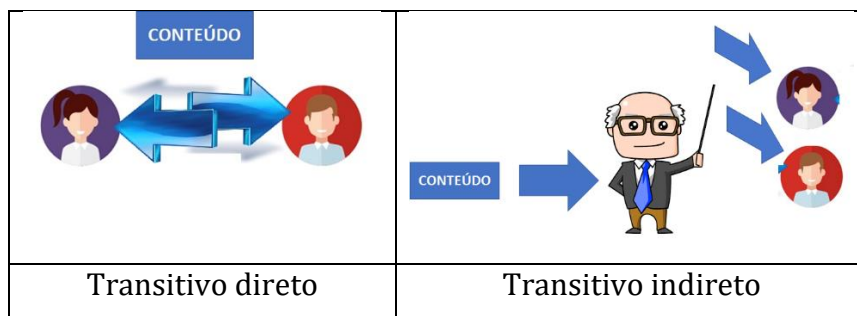 CONTEÚDO
CONTEÚDO
Transitivo direto
Transitivo indireto